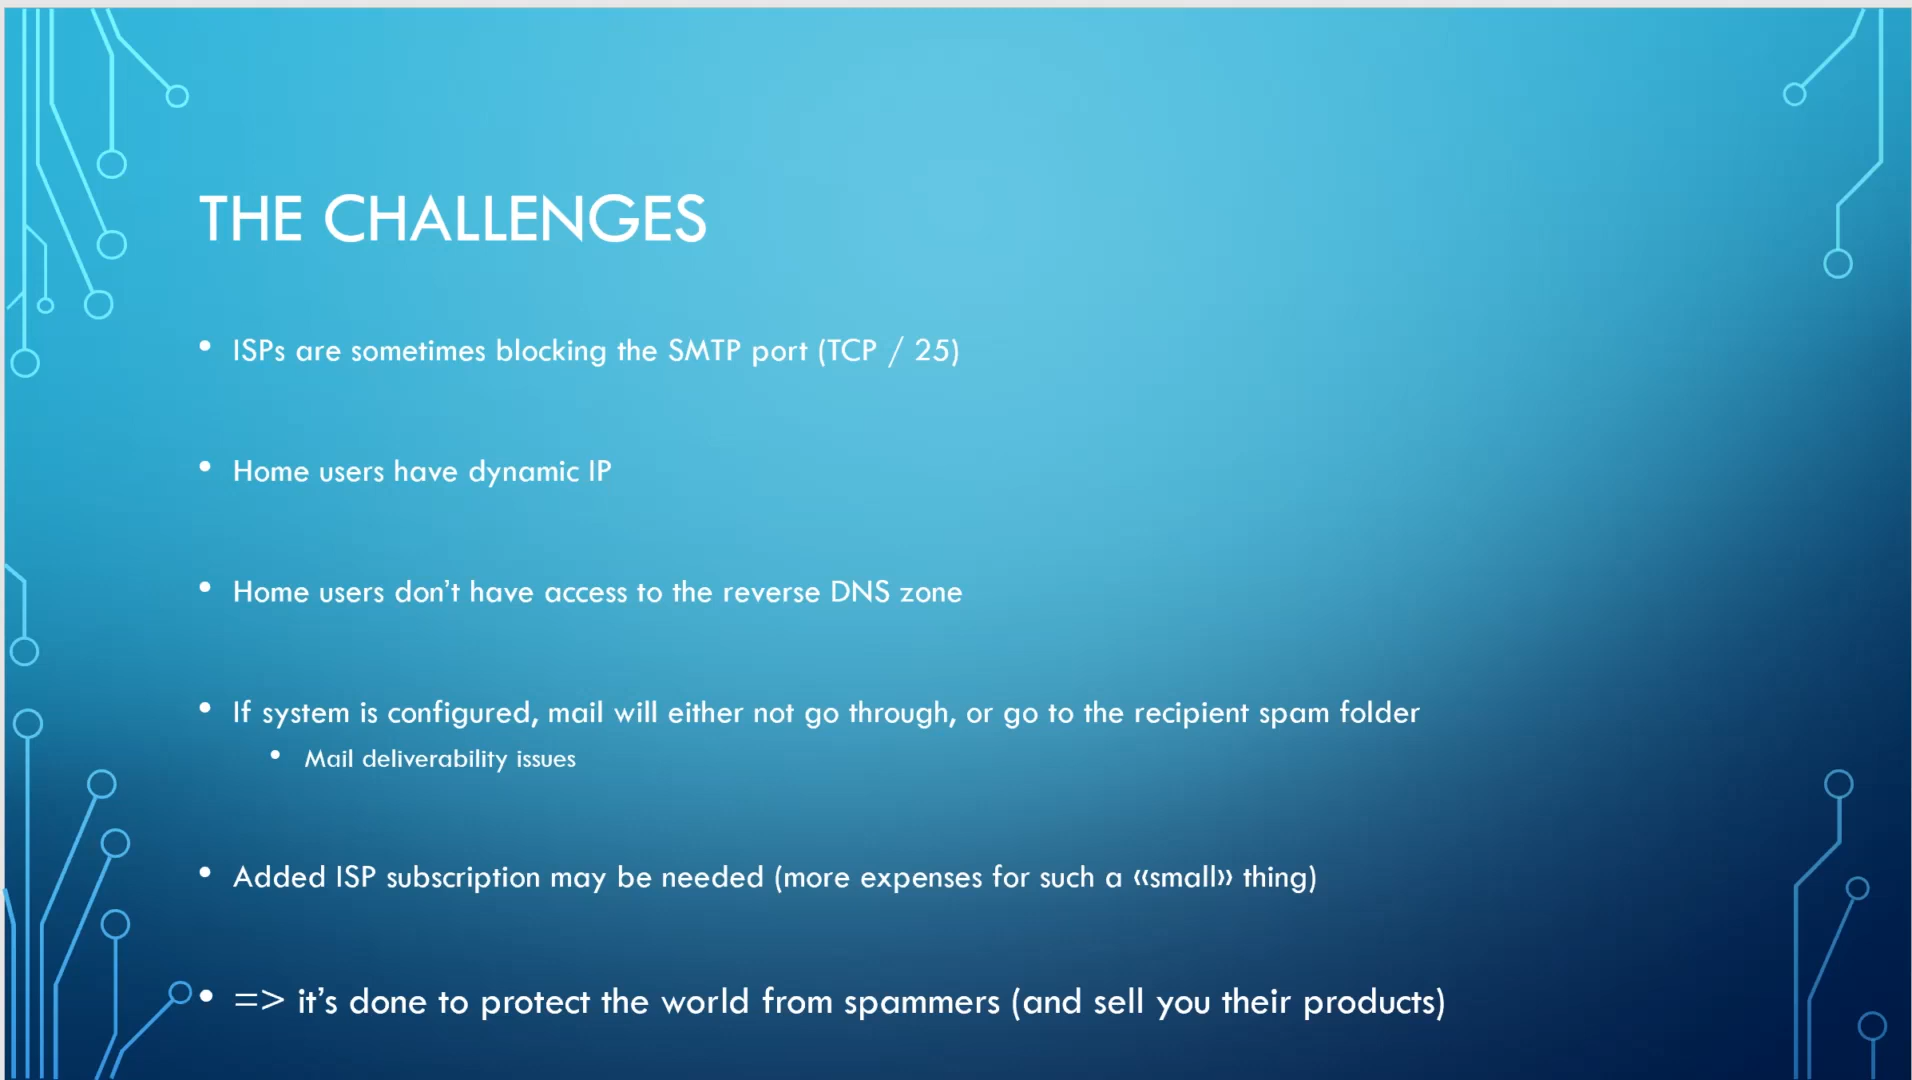 THE CHALLENGES
• ISPs are sometimes blocking the SMTP port (TCP / 25)
• Home users have dynamic IP
• Home users don’t have access to the reverse DNS zone
• If system is configured, mail will either not go through, or go to the recipient spam folder
• Mail deliverability issues
• Added ISP subscription may be needed (more expenses for such a «small» thing)
• => it’s done to protect the world from spammers (and sell you their products)